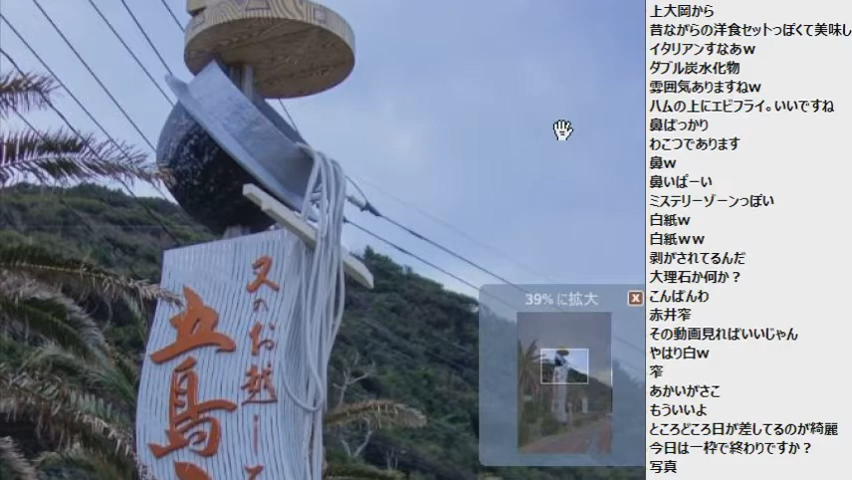 又のお越し
五島
39%に拡大
上大岡から
昔ながらの洋食セットっぽくて美味し
イタリアンすなあw
ダブル炭水化物
雰囲気ありますねw
ハムの上にエビフライ。いいですね
鼻ばっかり
わこつであります
鼻w
鼻いぱーい
ミステリーゾーンっぽい
白紙w
白紙ww
剥がされてるんだ
大理石か何か？
こんばんわ
赤井窄
その動画見ればいいじゃん
やはり白w
窄
あかいがさこ
もういいよ
ところどころ日が差してるのが綺麗
今日は一枠で終わりですか？
写真